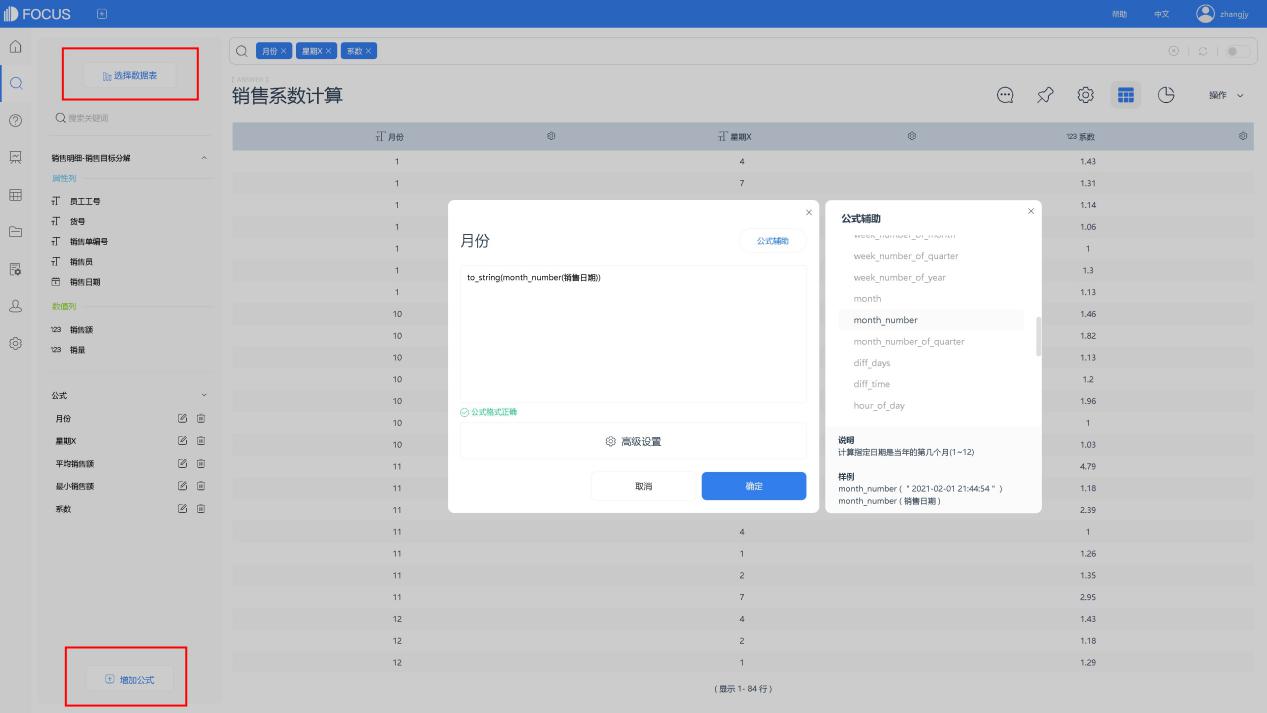 FOCUS
帮助
中文
zhangjy
选择数据表
搜索关键词
销售明细-销售目标分解
属性列
员工工号
货号
销售单编号
销售员
销售日期
数值列
123 销售额
123 销量
公式
月份
星期X
平均销售额
最小销售额
系数
增加公式
月份 ×
星期X ×
系数 ×
[ ANSWER ]
销售系数计算
操作
月份
星期X
123 系数
1 4 1.43
1 7 1.31
1 1.14
1 1.06
1 1
1 1.3
1 1.13
10 1.46
10 1.82
10 1.13
10 1.2
10 1.96
10 1
10 1.03
11 4.79
11 1.18
11 2.39
11 4 1
11 1 1.26
11 2 1.35
11 7 2.95
12 4 1.43
12 2 1.18
12 1 1.29
( 显示 1- 84 行 )
月份
公式辅助
to_string(month_number(销售日期))
公式格式正确
高级设置
取消
确定
公式辅助
week_number_of_month
week_number_of_quarter
week_number_of_year
month
month_number
month_number_of_quarter
diff_days
diff_time
hour_of_day
说明
计算指定日期是当年的第几个月(1~12)
样例
month_number ( " 2021-02-01 21:44:54 " )
month_number ( 销售日期 )